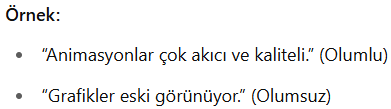 Örnek:
• “Animasyonlar çok akıcı ve kaliteli.” (Olumlu)
• “Grafikler eski görünüyor.” (Olumsuz)